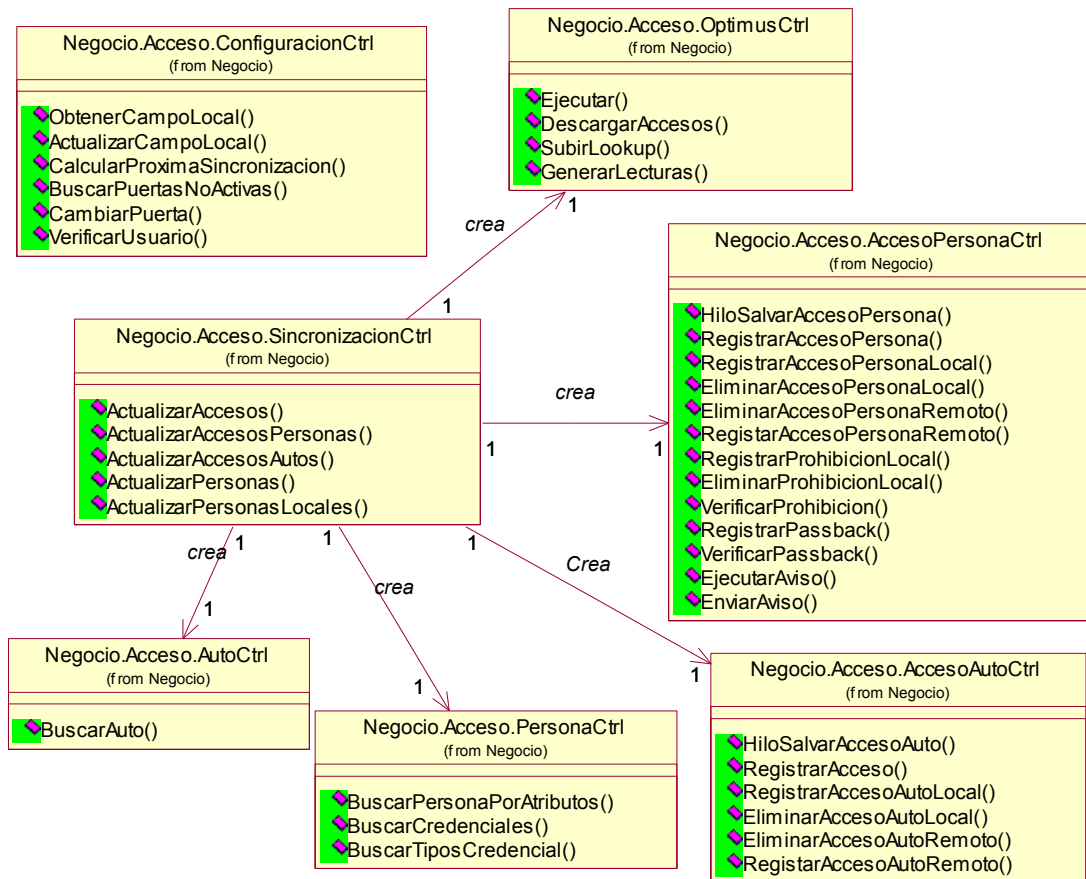 Negocio.Acceso.ConfiguracionCtrl
(from Negocio)
ObtenerCampoLocal()
ActualizarCampoLocal()
CalcularProximaSincronizacion()
BuscarPuertasNoActivas()
CambiarPuerta()
VerificarUsuario()
Negocio.Acceso.OptimusCtrl
(from Negocio)
Ejecutar()
DescargarAccesos()
SubirLookup()
GenerarLecturas()
1
crea
1
Negocio.Acceso.AccesoPersonaCtrl
(from Negocio)
HiloSalvarAccesoPersona()
RegistrarAccesoPersona()
RegistrarAccesoPersonaLocal()
EliminarAccesoPersonaLocal()
EliminarAccesoPersonaRemoto()
RegistarAccesoPersonaRemoto()
RegistrarProhibicionLocal()
EliminarProhibicionLocal()
VerificarProhibicion()
RegistrarPassback()
VerificarPassback()
EjecutarAviso()
EnviarAviso()
Negocio.Acceso.SincronizacionCtrl
(from Negocio)
ActualizarAccesos()
ActualizarAccesosPersonas()
ActualizarAccesosAutos()
ActualizarPersonas()
ActualizarPersonasLocales()
crea
1
1
crea
1
1
1
crea
1
1
Crea
1
1
Negocio.Acceso.AutoCtrl
(from Negocio)
BuscarAuto()
Negocio.Acceso.PersonaCtrl
(from Negocio)
BuscarPersonaPorAtributos()
BuscarCredenciales()
BuscarTiposCredencial()
Negocio.Acceso.AccesoAutoCtrl
(from Negocio)
HiloSalvarAccesoAuto()
RegistrarAcceso()
RegistrarAccesoAutoLocal()
EliminarAccesoAutoLocal()
EliminarAccesoAutoRemoto()
RegistarAccesoAutoRemoto()